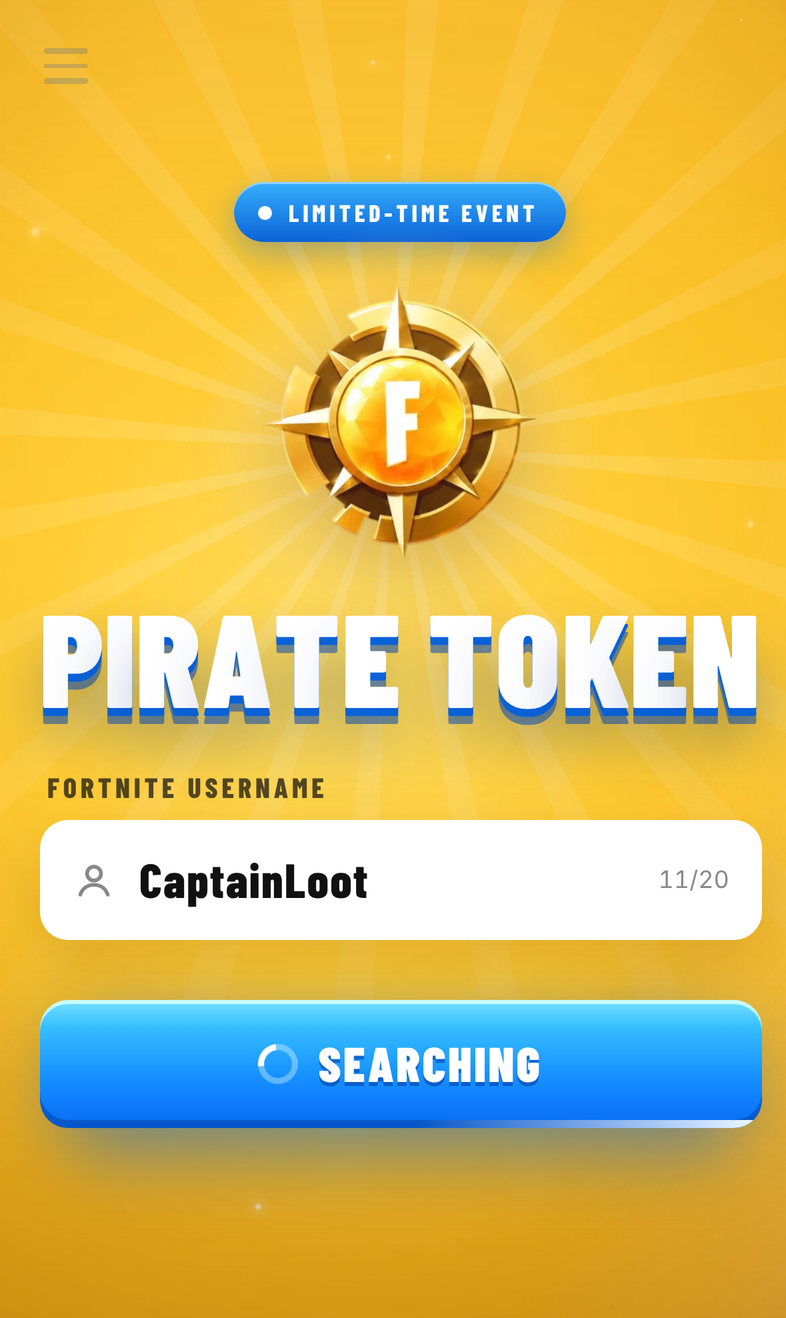 LIMITED-TIME EVENT
F
PIRATE TOKEN
FORTNITE USERNAME
CaptainLoot 11/20
SEARCHING